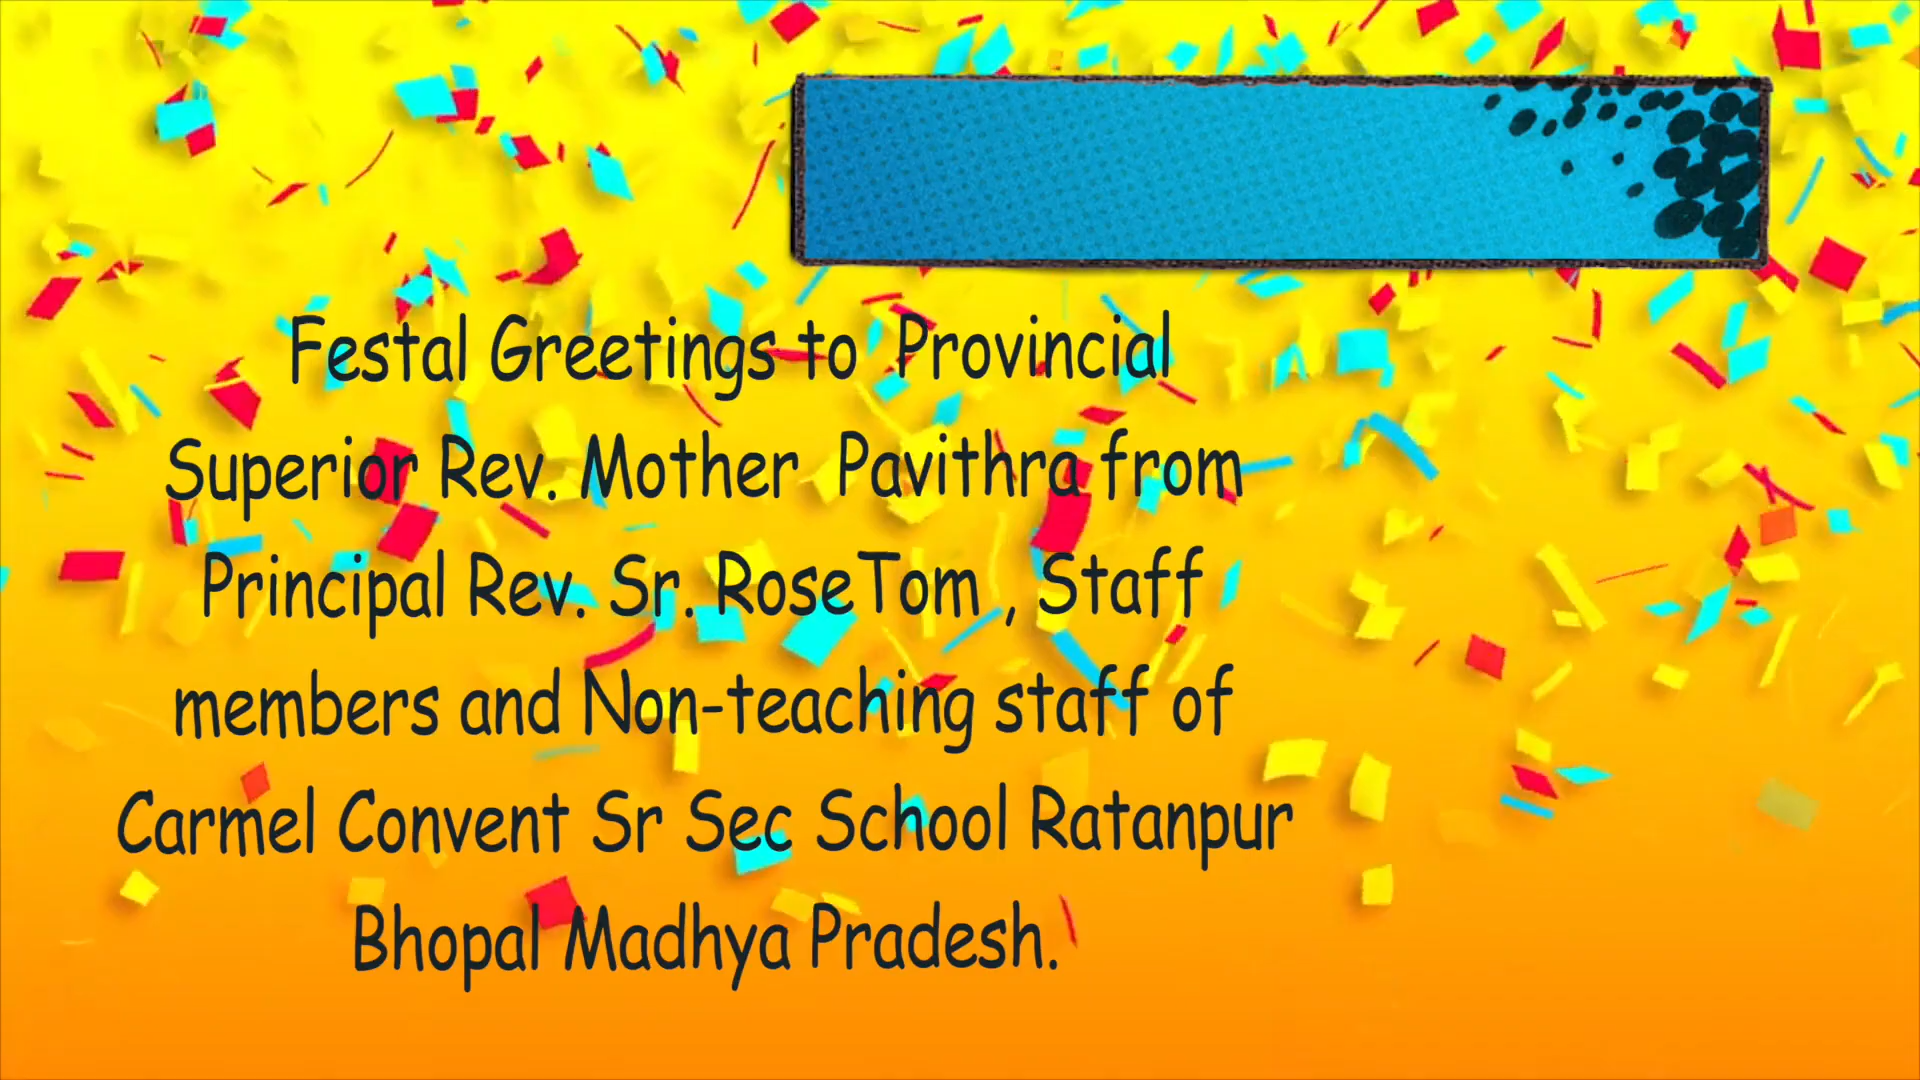 Festal Greetings to Provincial
Superior Rev. Mother Pavithra from
Principal Rev. Sr. RoseTom , Staff
members and Non-teaching staff of
Carmel Convent Sr Sec School Ratanpur
Bhopal Madhya Pradesh.